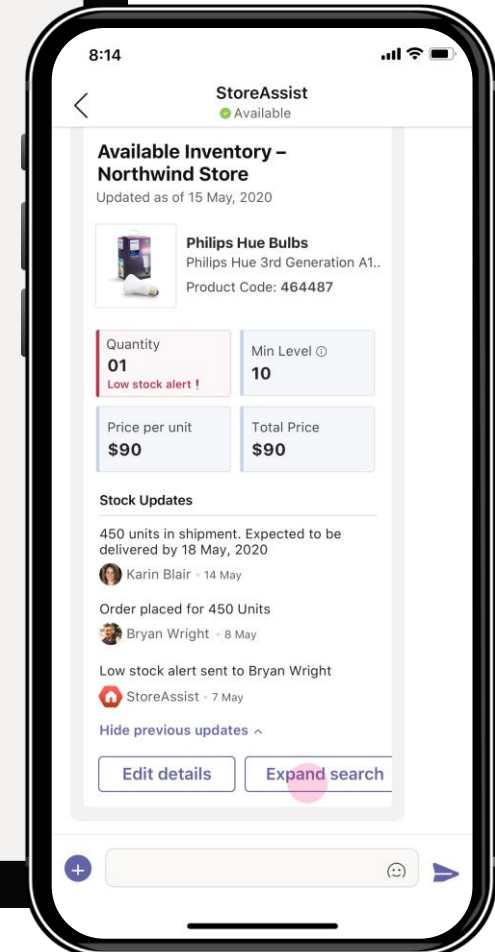 8:14
StoreAssist
Available
Available Inventory –
Northwind Store
Updated as of 15 May, 2020
Philips Hue Bulbs
Philips Hue 3rd Generation A1..
Product Code: 464487
Quantity
01
Low stock alert !
Min Level
10
Price per unit
$90
Total Price
$90
Stock Updates
450 units in shipment. Expected to be
delivered by 18 May, 2020
Karin Blair · 14 May
Order placed for 450 Units
Bryan Wright · 8 May
Low stock alert sent to Bryan Wright
StoreAssist · 7 May
Hide previous updates
Edit details
Expand search